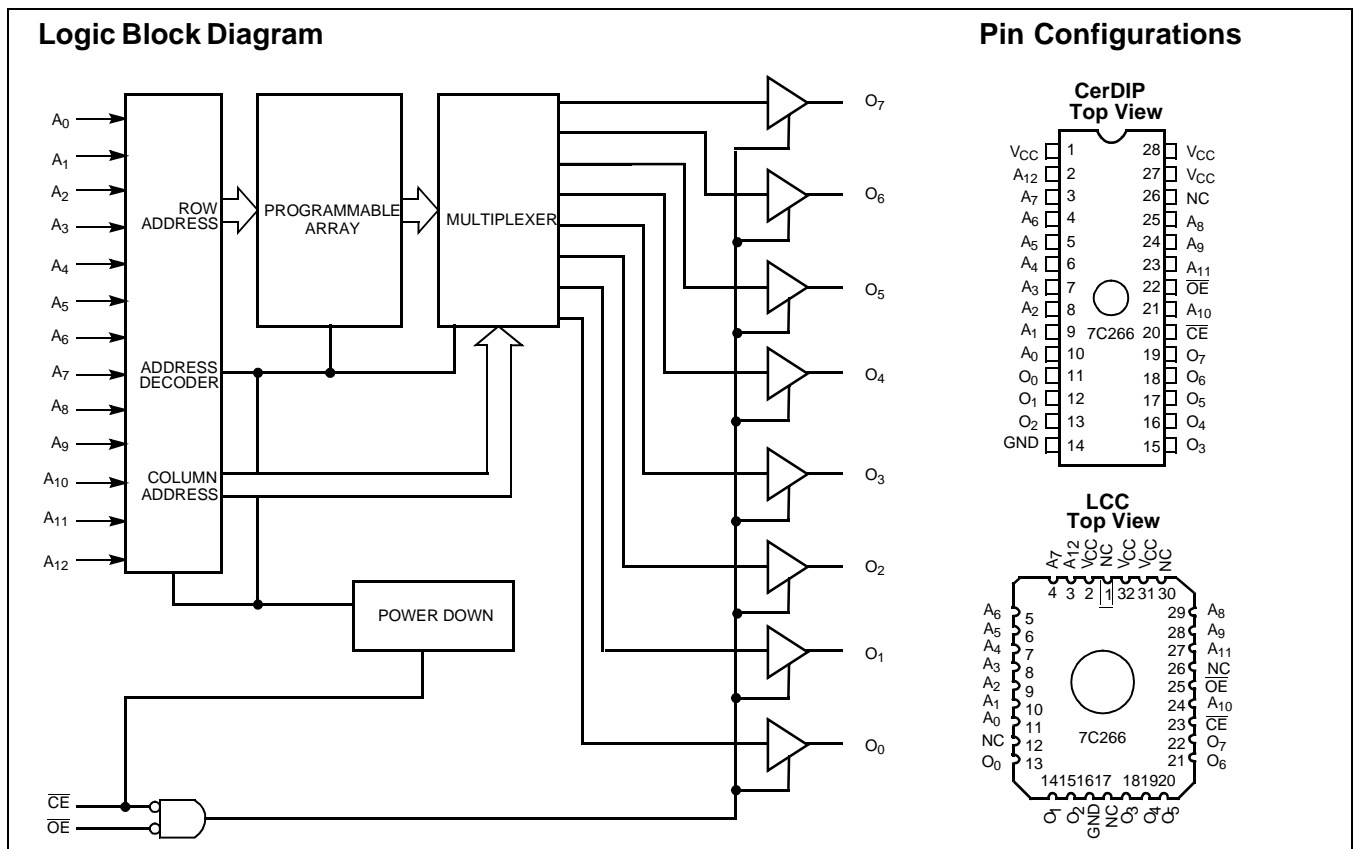 Logic Block Diagram
A0
A1
A2
A3
A4
A5
A6
A7
A8
A9
A10
A11
A12
ROW
ADDRESS
ADDRESS
DECODER
COLUMN
ADDRESS
PROGRAMMABLE
ARRAY
MULTIPLEXER
POWER DOWN
CE
OE
O7
O6
O5
O4
O3
O2
O1
O0
Pin Configurations
CerDIP
Top View
VCC 1 28 VCC
A12 2 27 VCC
A7 3 26 NC
A6 4 25 A8
A5 5 24 A9
A4 6 23 A11
A3 7 22 OE
A2 8 21 A10
A1 9 7C266 20 CE
A0 10 19 O7
O0 11 18 O6
O1 12 17 O5
O2 13 16 O4
GND 14 15 O3
LCC
Top View
A7 A12 VCC NC VCC VCC NC
4 3 2 1 32 31 30
A6 5 29 A8
A5 6 28 A9
A4 7 27 A11
A3 8 26 NC
A2 9 25 OE
A1 10 24 A10
A0 11 23 CE
NC 12 7C266 22 O7
O0 13 21 O6
14 15 16 17 18 19 20
O1 O2 GND NC O3 O4 O5